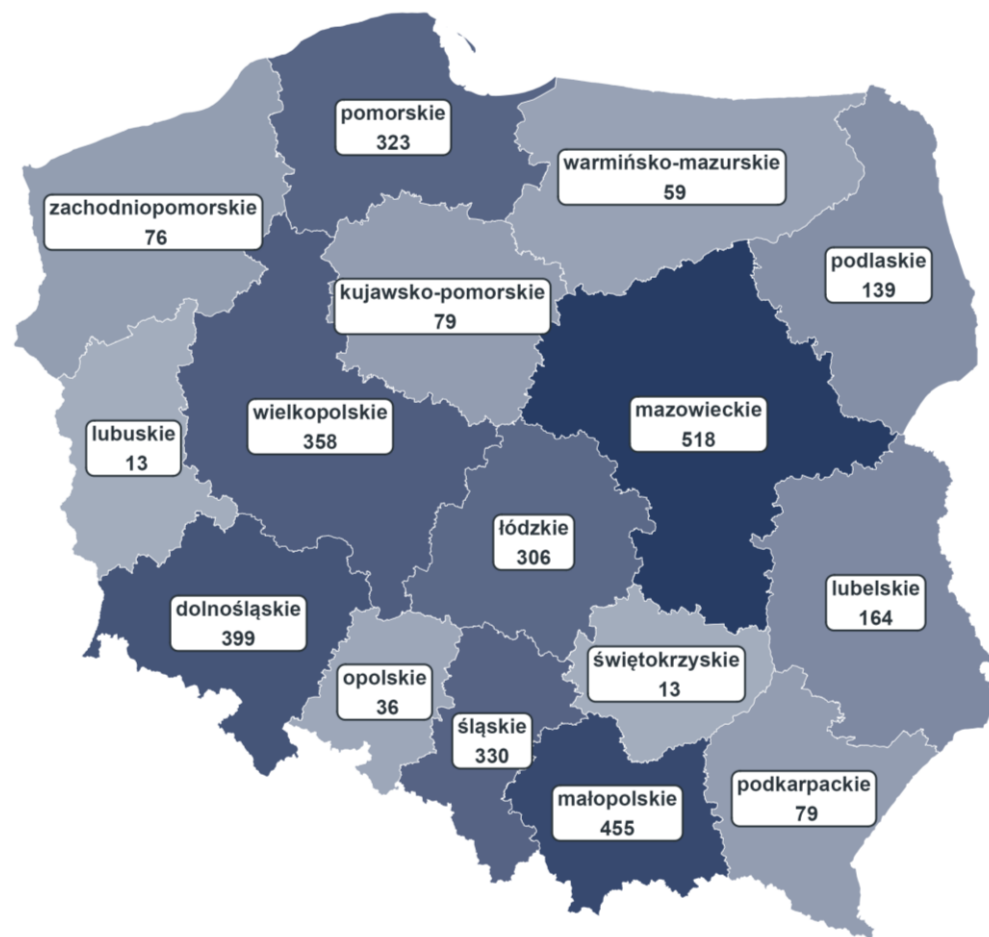 pomorskie
323
warmińsko-mazurskie
59
zachodniopomorskie
76
podlaskie
139
kujawsko-pomorskie
79
wielkopolskie
358
mazowieckie
518
lubuskie
13
łódzkie
306
lubelskie
164
dolnośląskie
399
świętokrzyskie
13
opolskie
36
śląskie
330
podkarpackie
79
małopolskie
455